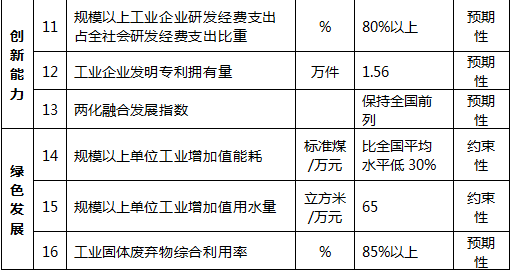 创新能力
11 规模以上工业企业研发经费支出占全社会研发经费支出比重 % 80%以上 预期性
12 工业企业发明专利拥有量 万件 1.56 预期性
13 两化融合发展指数 保持全国前列 预期性
绿色发展
14 规模以上单位工业增加值能耗 标准煤/万元 比全国平均水平低 30% 约束性
15 规模以上单位工业增加值用水量 立方米/万元 65 约束性
16 工业固体废弃物综合利用率 % 85%以上 预期性